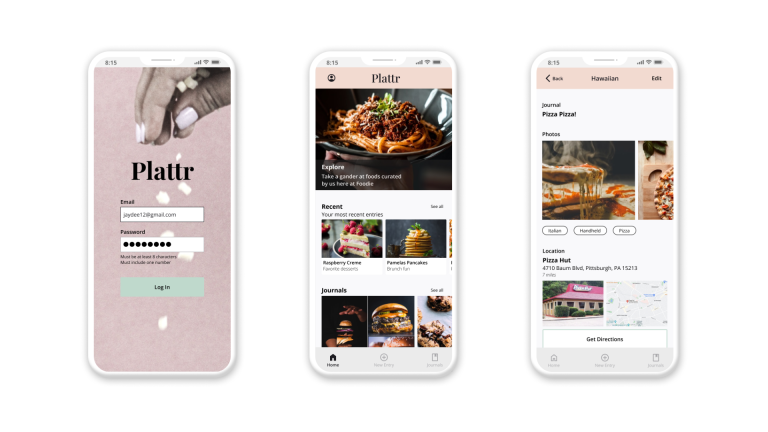 8:15
Plattr
Email
jaydee12@gmail.com
Password
Must be at least 8 characters
Must include one number
Log in
8:15
Plattr
Explore
Take a gander at foods curated
by us here at Foodie
Recent
See all
Your most recent entries
Raspberry Creme
Favorite desserts
Pamelas Pancakes
Brunch fun
Journals
See all
Home
New Entry
Journals
8:15
Back
Hawaiian
Edit
Journal
Pizza Pizza!
Photos
Italian
Handheld
Pizza
Location
Pizza Hut
4710 Baum Blvd, Pittsburgh, PA 15213
7 miles
Pizza Hut
Get Directions
Home
New Entry
Journals